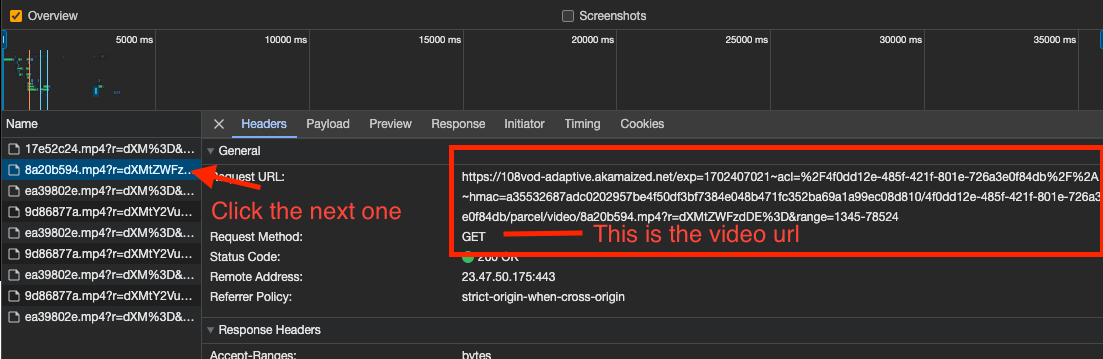 Overview
Screenshots
5000 ms
10000 ms
15000 ms
20000 ms
25000 ms
30000 ms
35000 ms
Name
Headers
Payload
Preview
Response
Initiator
Timing
Cookies
17e52c24.mp4?r=dXM%3D&...
8a20b594.mp4?r=dXMtZWFz...
ea39802e.mp4?r=dXM%3D&...
9d86877a.mp4?r=dXMtY2Vu...
ea39802e.mp4?r=dXM%3D&...
9d86877a.mp4?r=dXMtY2Vu...
ea39802e.mp4?r=dXM%3D&...
9d86877a.mp4?r=dXMtY2Vu...
ea39802e.mp4?r=dXM%3D&...
Click the next one
General
Request URL:
https://108vod-adaptive.akamaized.net/exp=1702407021~acl=%2F4f0dd12e-485f-421f-801e-726a3e0f84db%2F%2A
~hmac=a35532687adc0202957be4f50df3bf7384e048b471fc352ba69a1a99ec08d810/4f0dd12e-485f-421f-801e-726a3
e0f84db/parcel/video/8a20b594.mp4?r=dXMtZWFzdDE%3D&range=1345-78524
Request Method:
GET
This is the video url
Status Code:
200 OK
Remote Address:
23.47.50.175:443
Referrer Policy:
strict-origin-when-cross-origin
Response Headers
Accept-Ranges:
bytes